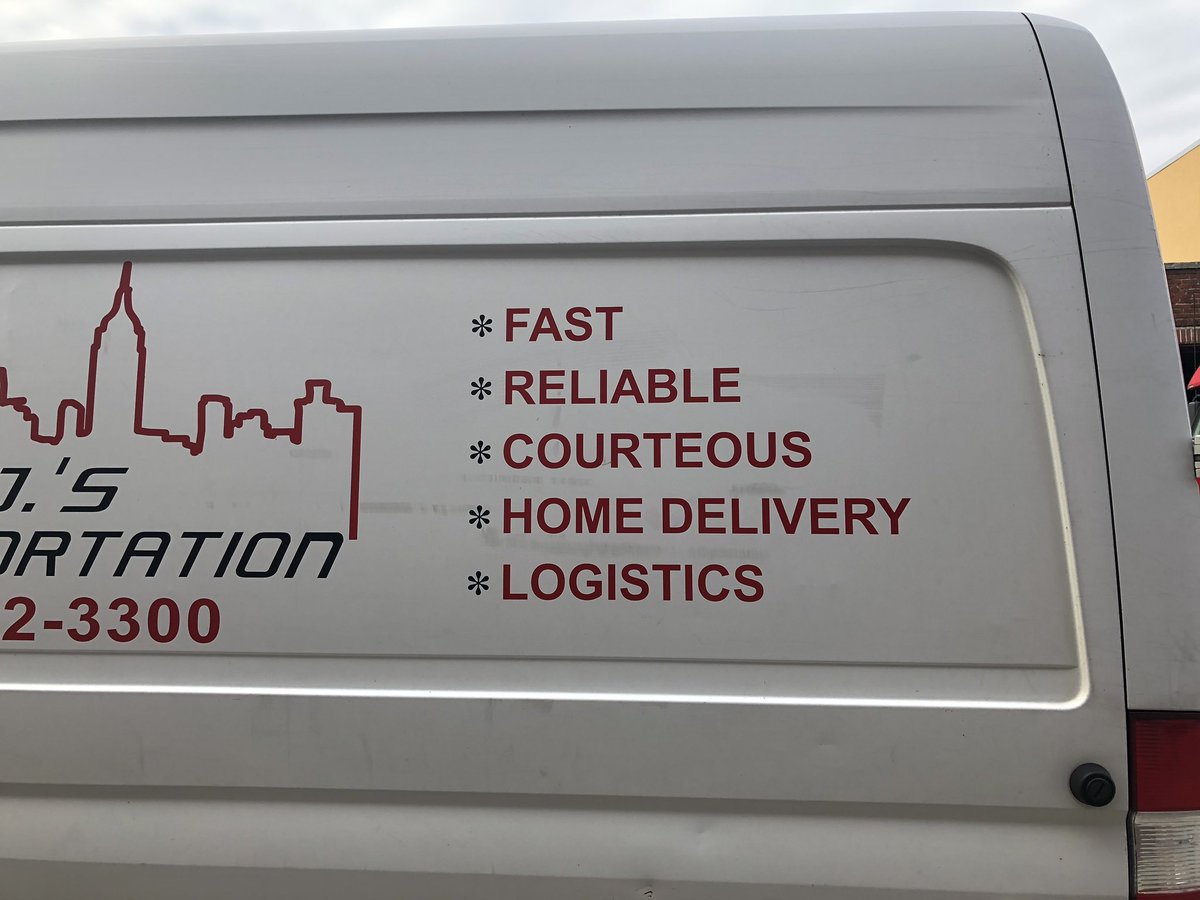 .'S
ORTATION
2-3300
* FAST
* RELIABLE
* COURTEOUS
* HOME DELIVERY
* LOGISTICS